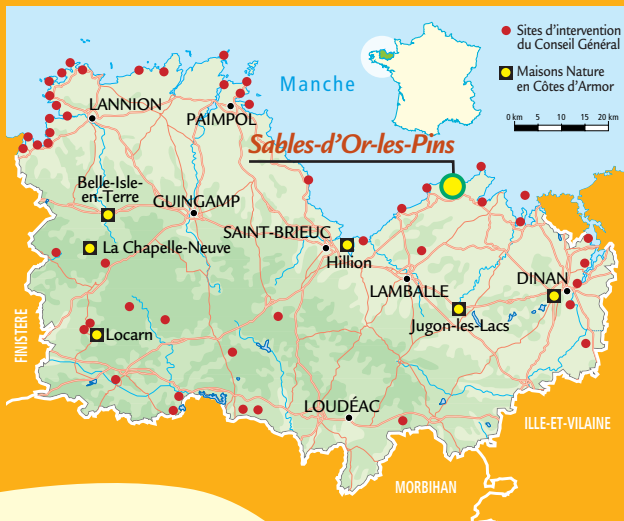 Sites d'intervention
du Conseil Général
Maisons Nature
en Côtes d'Armor
0 km 5 10 15 20 km
Manche
LANNION
PAIMPOL
Sables-d'Or-les-Pins
Belle-Isle-
en-Terre
GUINGAMP
SAINT-BRIEUC
La Chapelle-Neuve
Hillion
DINAN
LAMBALLE
Jugon-les-Lacs
FINISTERE
Locarn
LOUDÉAC
ILLE-ET-VILAINE
MORBIHAN